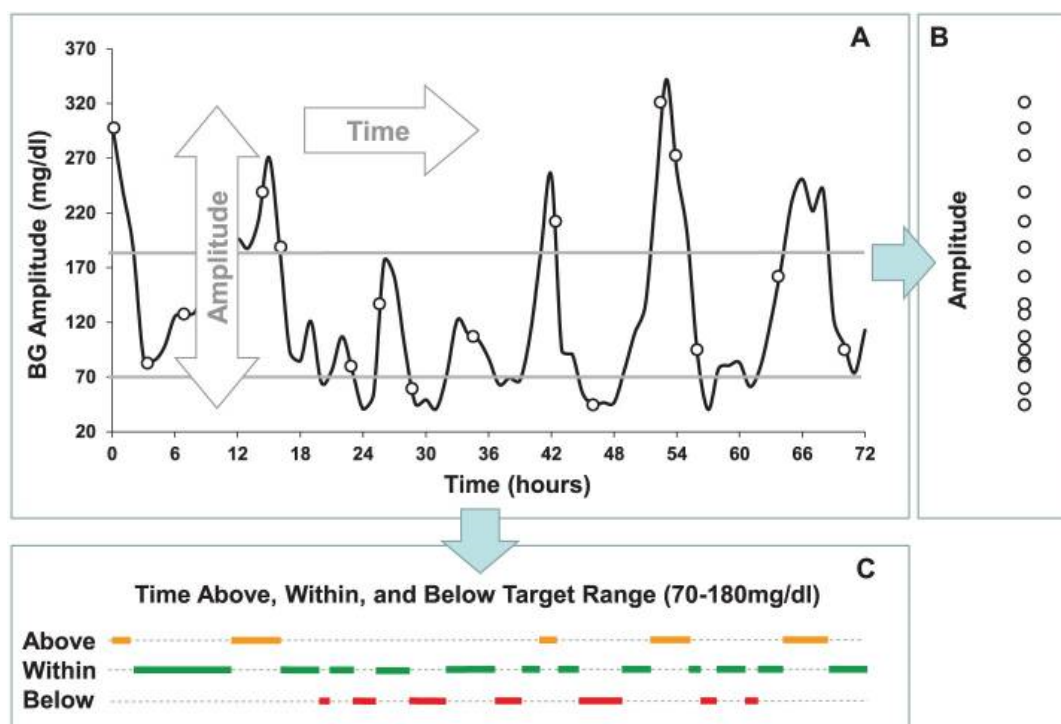 A
370
320
270
220
170
120
70
20
BG Amplitude (mg/dl)
Time
Amplitude
0 6 12 18 24 30 36 42 48 54 60 66 72
Time (hours)
B
Amplitude
C
Time Above, Within, and Below Target Range (70-180mg/dl)
Above
Within
Below